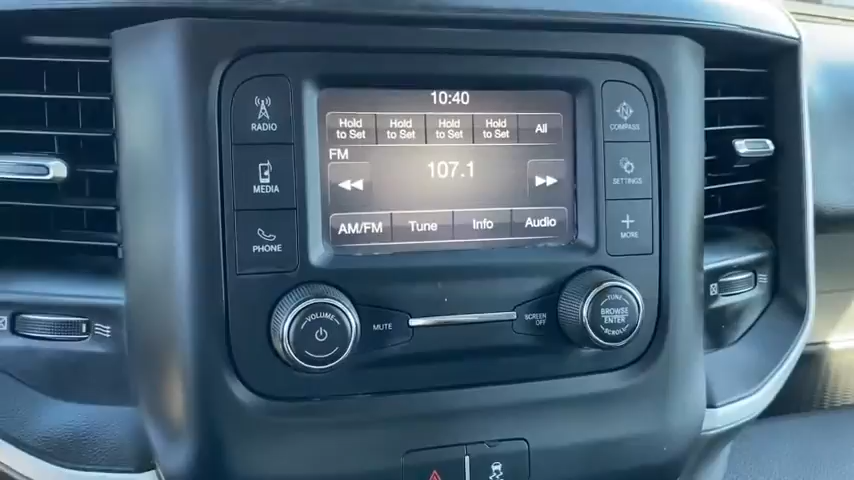 10:40
Hold to Set
Hold to Set
Hold to Set
Hold to Set
All
FM
107.1
AM/FM
Tune
Info
Audio
RADIO
MEDIA
PHONE
COMPASS
SETTINGS
MORE
VOLUME
MUTE
SCREEN OFF
TUNE
BROWSE
ENTER
SCROLL